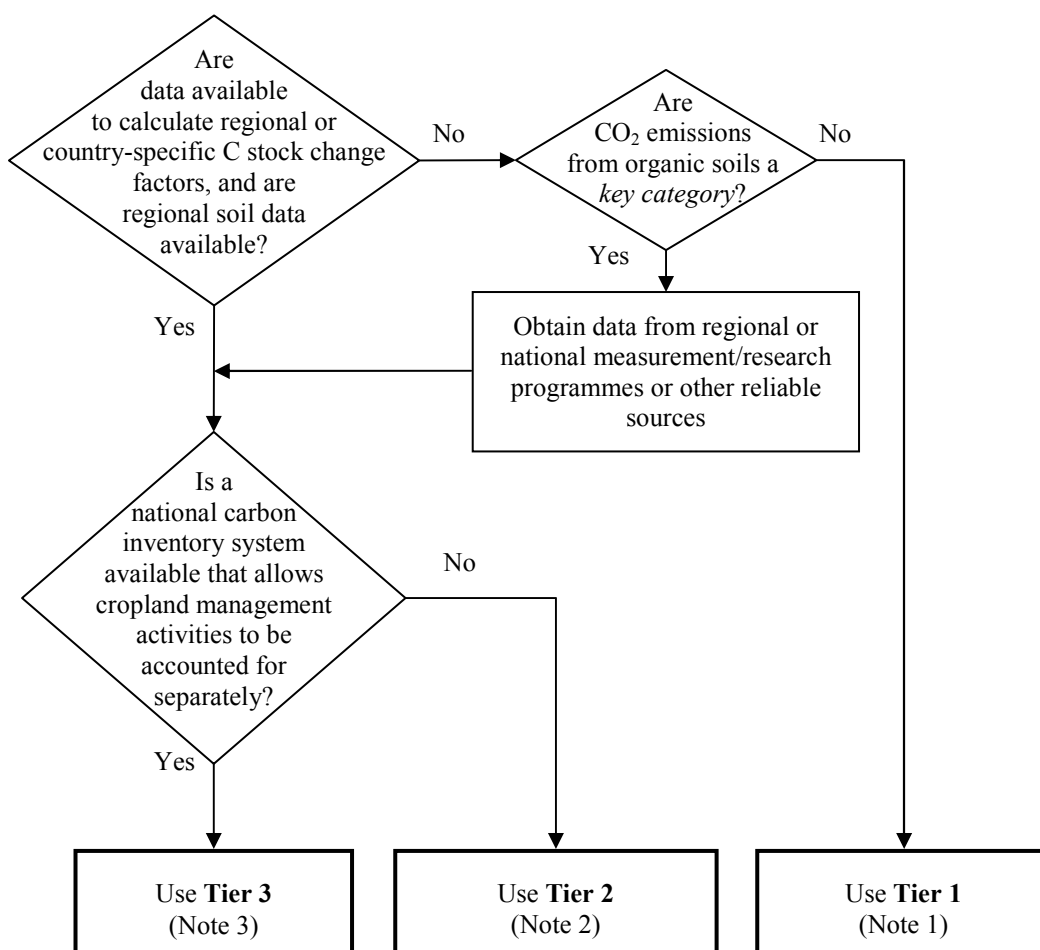 Are
data available
to calculate regional or
country-specific C stock change
factors, and are
regional soil data
available?
No
Are
CO₂ emissions
from organic soils a
key category?
No
Yes
Yes
Obtain data from regional or
national measurement/research
programmes or other reliable
sources
Is a
national carbon
inventory system
available that allows
cropland management
activities to be
accounted for
separately?
No
Yes
Use Tier 3
(Note 3)
Use Tier 2
(Note 2)
Use Tier 1
(Note 1)